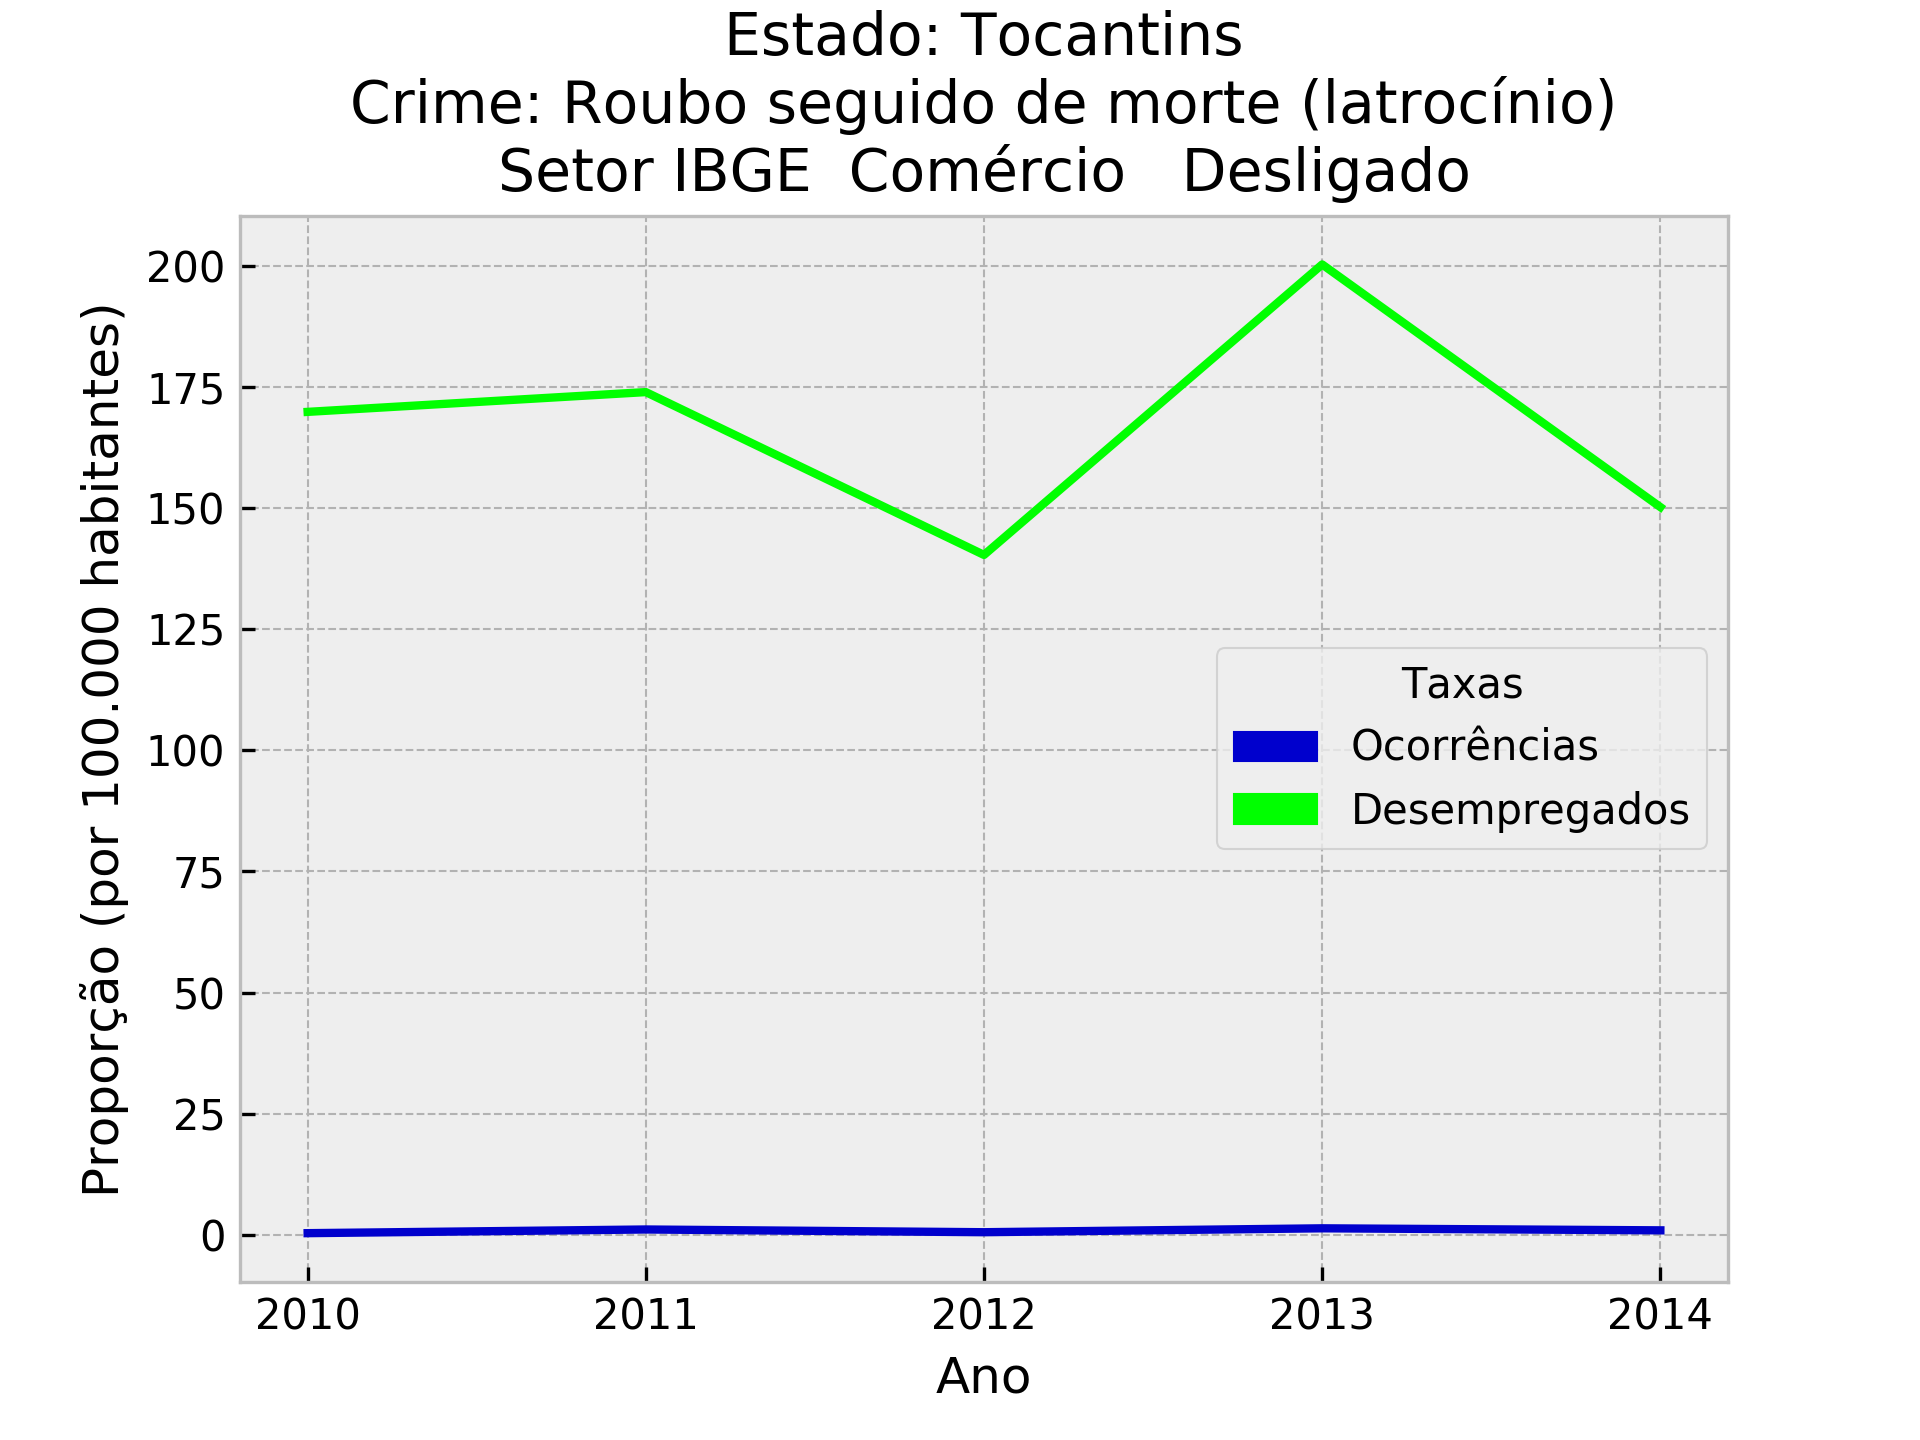 Estado: Tocantins
Crime: Roubo seguido de morte (latrocínio)
Setor IBGE  Comércio   Desligado
Proporção (por 100.000 habitantes)
200
175
150
125
100
75
50
25
0
Taxas
Ocorrências
Desempregados
2010 2011 2012 2013 2014
Ano